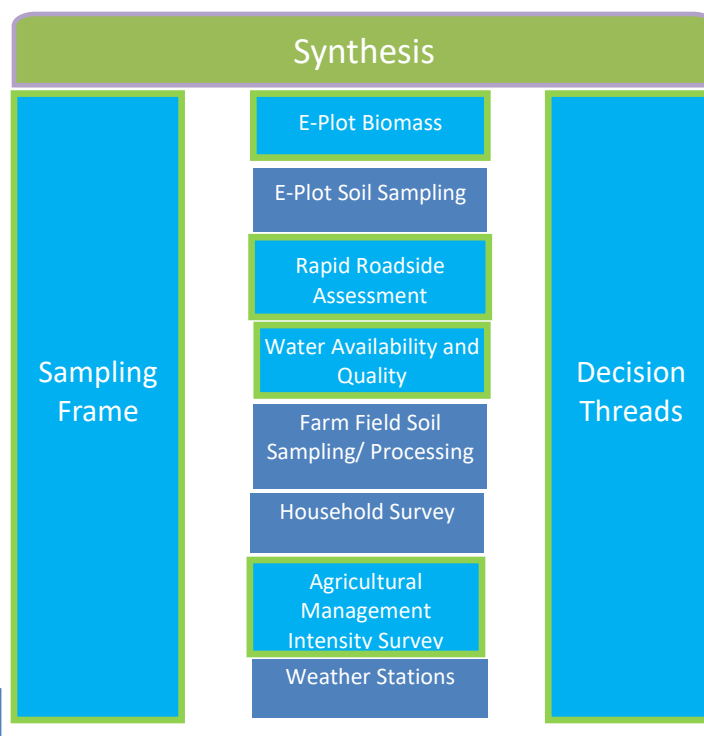 Synthesis
Sampling
Frame
E-Plot Biomass
E-Plot Soil Sampling
Rapid Roadside
Assessment
Water Availability and
Quality
Farm Field Soil
Sampling/ Processing
Household Survey
Agricultural
Management
Intensity Survey
Weather Stations
Decision
Threads